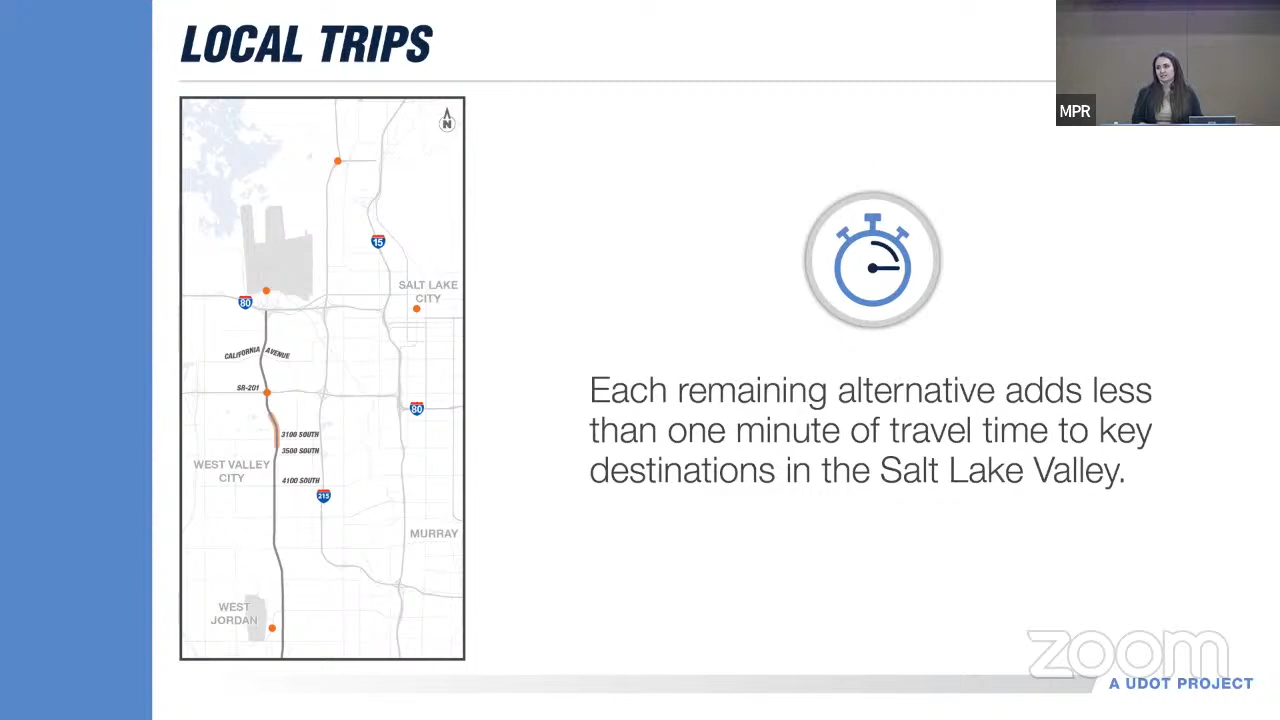 LOCAL TRIPS
MPR
N
15
SALT LAKE
CITY
80
CALIFORNIA AVENUE
SR-201
80
3100 SOUTH
3500 SOUTH
WEST VALLEY
CITY
4100 SOUTH
215
MURRAY
WEST
JORDAN
Each remaining alternative adds less
than one minute of travel time to key
destinations in the Salt Lake Valley.
zoom
A UDOT PROJECT